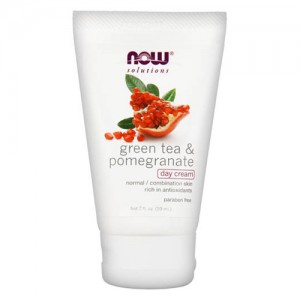 now
solutions
green tea &
pomegranate
day cream
normal / combination skin
rich in antioxidants
paraben free